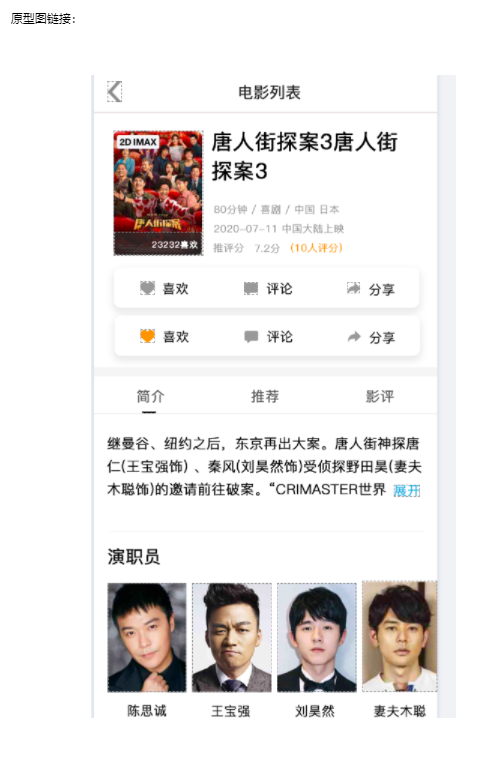 原型图链接：
电影列表
2D IMAX
唐人街探案
23232喜欢
唐人街探案3唐人街
探案3
80分钟 / 喜剧 / 中国 日本
2020-07-11 中国大陆上映
推评分 7.2分 (10人评分)
喜欢 评论 分享
喜欢 评论 分享
简介 推荐 影评
继曼谷、纽约之后，东京再出大案。唐人街神探唐
仁(王宝强饰) 、秦风(刘昊然饰)受侦探野田昊(妻夫
木聪饰)的邀请前往破案。“CRIMASTER世界 展开
演职员
陈思诚 王宝强 刘昊然 妻夫木聪